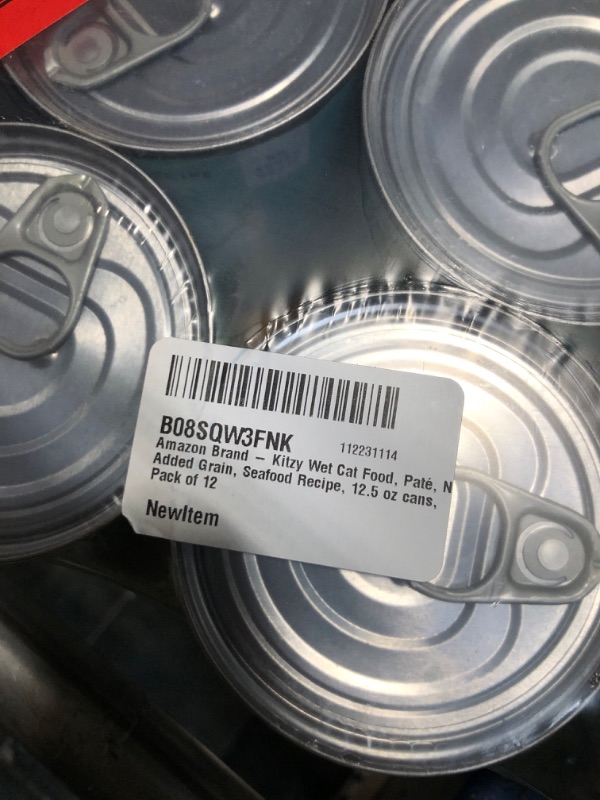 B08SQW3FNK 112231114
Amazon Brand – Kitzy Wet Cat Food, Paté, N
Added Grain, Seafood Recipe, 12.5 oz cans,
Pack of 12
NewItem